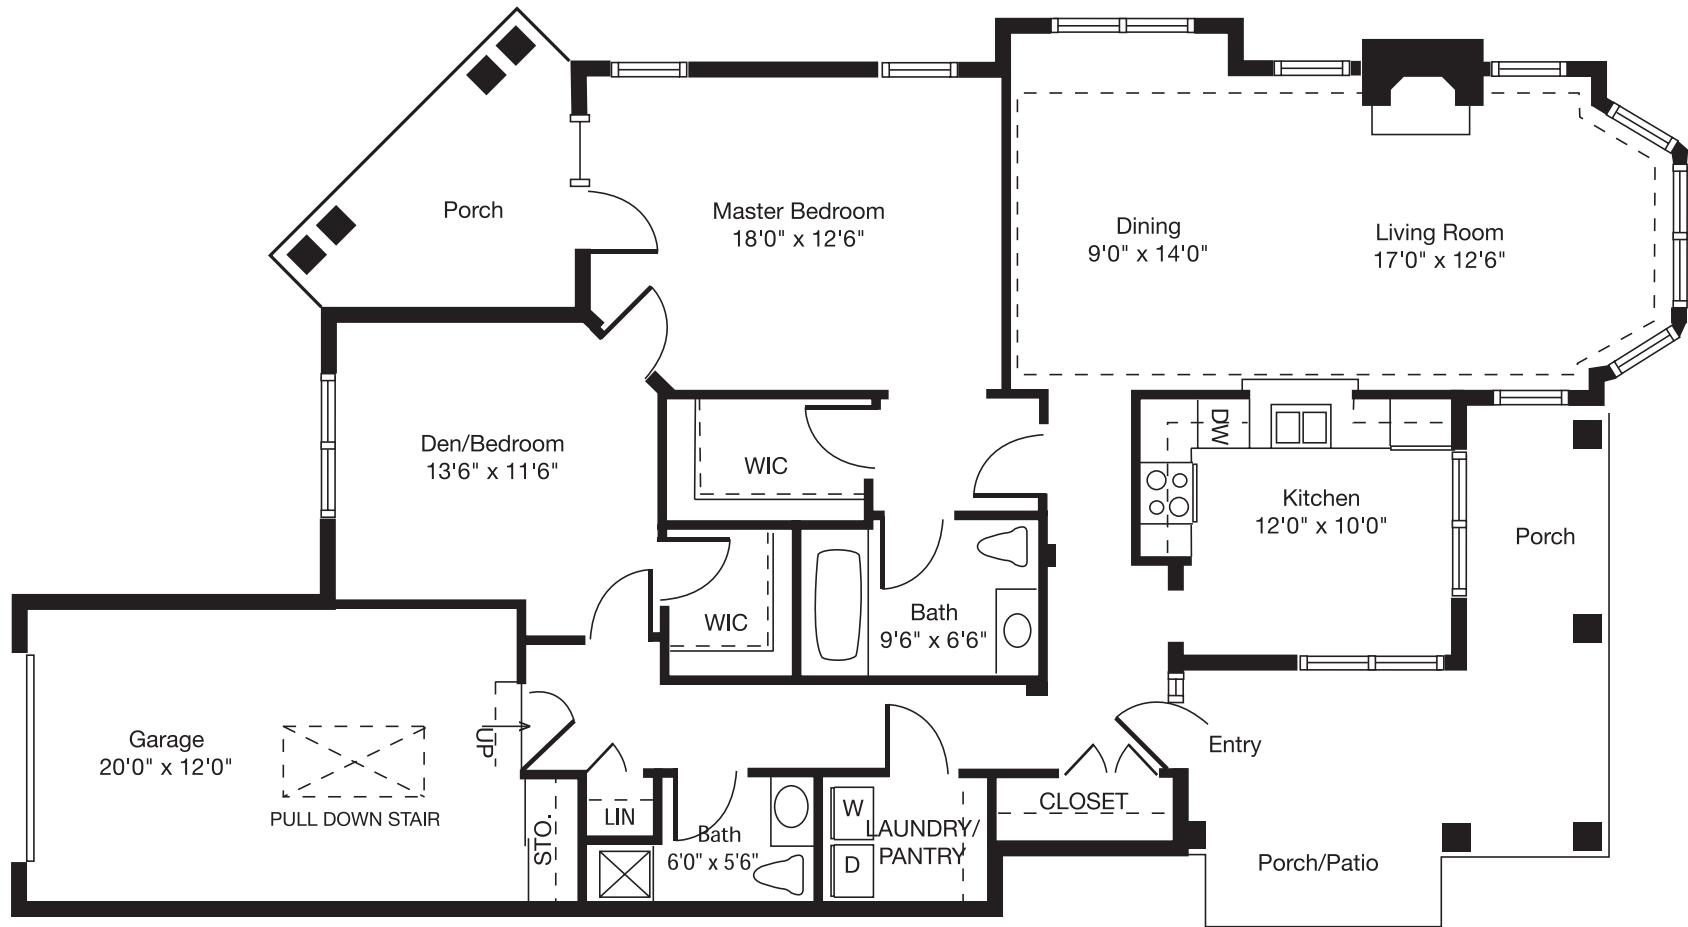 Porch
Master Bedroom
18'0" x 12'6"
Dining
9'0" x 14'0"
Living Room
17'0" x 12'6"
Den/Bedroom
13'6" x 11'6"
WIC
DW
Kitchen
12'0" x 10'0"
Porch
WIC
Bath
9'6" x 6'6"
Garage
20'0" x 12'0"
PULL DOWN STAIR
UP
Entry
STO.
LIN
Bath
6'0" x 5'6"
W
D
LAUNDRY/
PANTRY
CLOSET
Porch/Patio